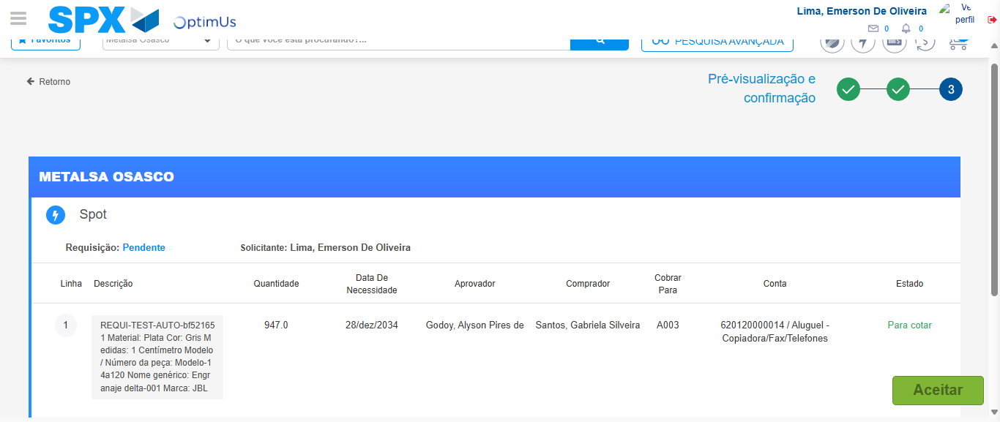 SPX OptimUs
Lima, Emerson De Oliveira
Ve
perfil
0 0
Favoritos Metalsa Osasco O que você está procurando?... PESQUISA AVANÇADA
Retorno
Pré-visualização e
confirmação
3
METALSA OSASCO
Spot
Requisição: Pendente Solicitante: Lima, Emerson De Oliveira
Linha Descrição Quantidade Data De Necessidade Aprovador Comprador Cobrar Para Conta Estado
1
REQUI-TEST-AUTO-bf52165
1 Material: Plata Cor: Gris M
edidas: 1 Centímetro Modelo
/ Número da peça: Modelo-1
4a120 Nome genérico: Engr
anaje delta-001 Marca: JBL
947.0 28/dez/2034 Godoy, Alyson Pires de Santos, Gabriela Silveira A003
620120000014 / Aluguel -
Copiadora/Fax/Telefones
Para cotar
Aceitar